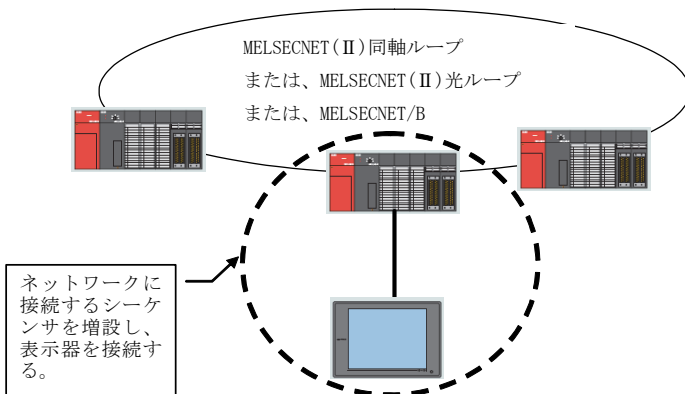 MELSECNET(Ⅱ)同軸ループ
または、MELSECNET(Ⅱ)光ループ
または、MELSECNET/B
ネットワークに
接続するシーケ
ンサを増設し、
表示器を接続す
る。